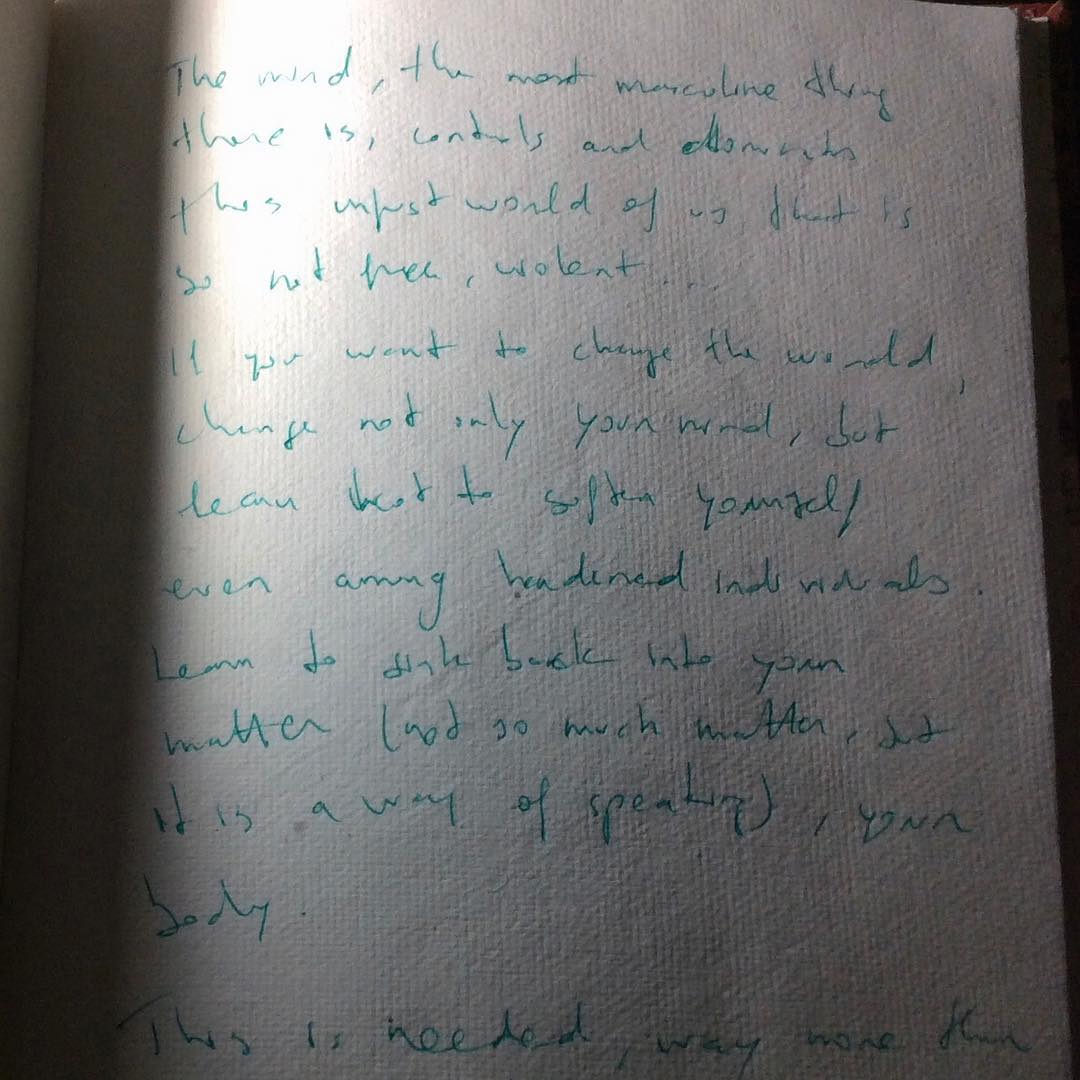 The mind, the most masculine thing
there is, controls and dominates
this unjust world of us that is
so not free, violent....
If you want to change the world,
change not only your mind, but
learn to soften yourself
even among hardened individuals.
Learn to sink back into your
matter (not so much matter, but
it is a way of speaking), your
body.
This is needed, way more than